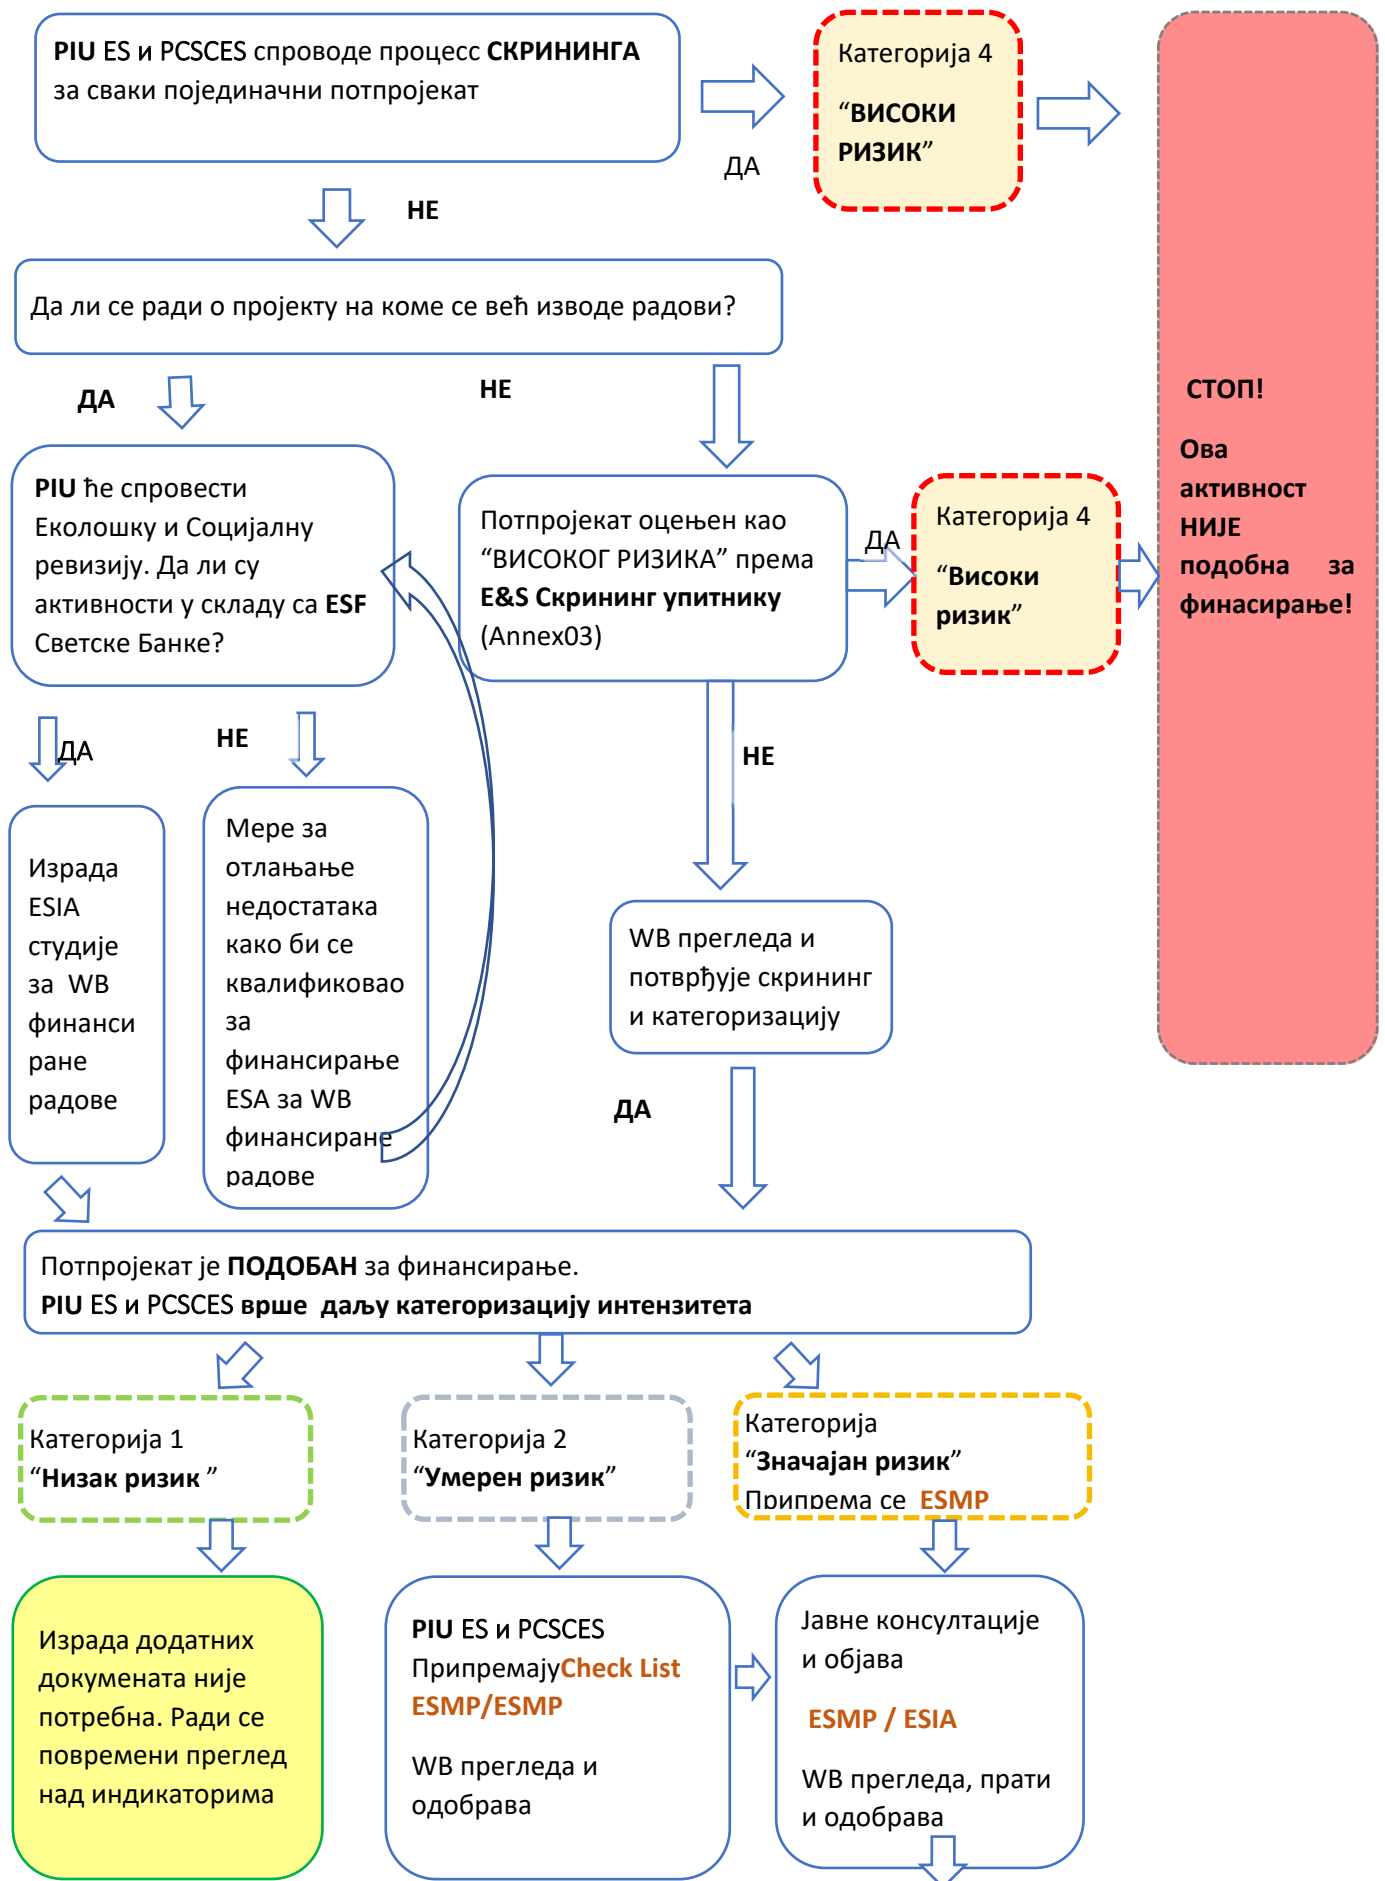 PIU ES и PCSCES спроводе процесс СКРИНИНГА
за сваки појединачни потпројекат
ДА
Категорија 4
“ВИСОКИ
РИЗИК”
НЕ
Да ли се ради о пројекту на коме се већ изводе радови?
ДА
НЕ
СТОП!
Ова
активност
НИЈЕ
подобна за
финасирање!
PIU ће спровести
Еколошку и Социјалну
ревизију. Да ли су
активности у складу са ESF
Светске Банке?
Потпројекат оцењен као
“ВИСОКОГ РИЗИКА” према
E&S Скрининг упитнику
(Annex03)
ДА
Категорија 4
“Високи
ризик”
ДА
НЕ
НЕ
Израда
ESIA
студије
за WB
финанси
ране
радове
Мере за
отлањање
недостатака
како би се
квалификовао
за
финансирање
ESA за WB
финансиране
радове
WB прегледа и
потврђује скрининг
и категоризацију
ДА
Потпројекат је ПОДОБАН за финансирање.
PIU ES и PCSCES врше даљу категоризацију интензитета
Категорија 1
“Низак ризик ”
Категорија 2
“Умерен ризик”
Категорија
“Значајан ризик”
Припрема се ESMP
Израда додатних
докумената није
потребна. Ради се
повремени преглед
над индикаторима
PIU ES и PCSCES
ПрипремајуCheck List
ESMP/ESMP
WB прегледа и
одобрава
Јавне консултације
и објава
ESMP / ESIA
WB прегледа, прати
и одобрава